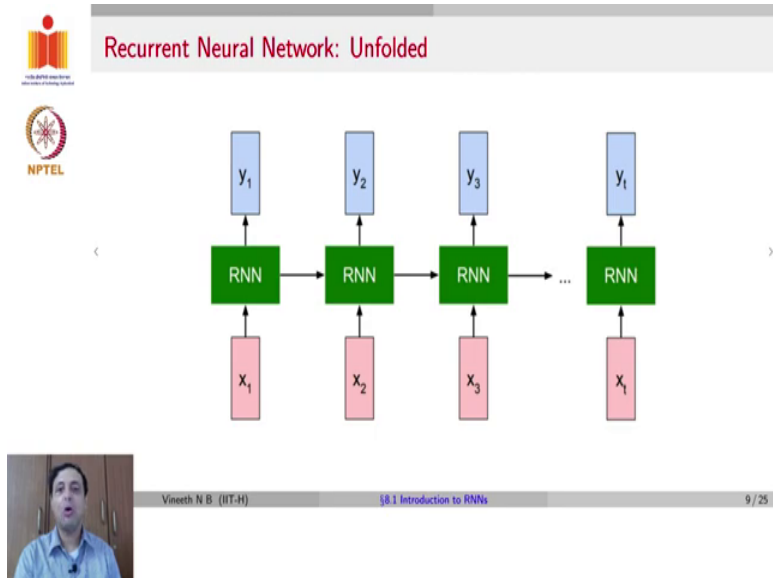 Recurrent Neural Network: Unfolded
NPTEL
y1 y2 y3 yt
RNN RNN RNN ... RNN
x1 x2 x3 xt
Vineeth N B (IIT-H) §8.1 Introduction to RNNs 9 / 25